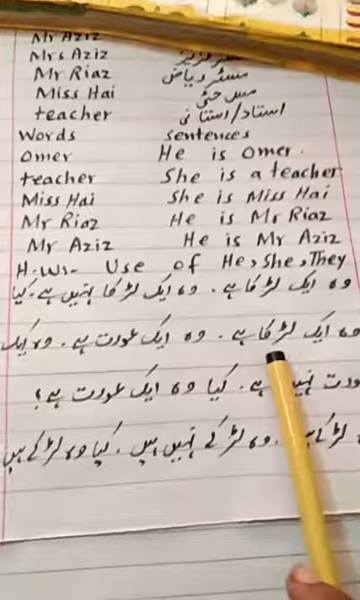 Mr Aziz
Mrs Aziz مسٹر عزیز
Mr Riaz مسٹر ریاض
Miss Hai مس حئی
teacher استاد/استانی
Words Sentences
Omer He is Omer.
teacher She is a teacher
Miss Hai She is Miss Hai
Mr Riaz He is Mr Riaz
Mr Aziz He is Mr Aziz
H.W:- Use of He, She, They
وہ ایک لڑکا ہے۔ وہ ایک لڑکا نہیں ہے۔ کیا
وہ ایک لڑکا ہے۔ وہ ایک عورت ہے۔ وہ ایک
عورت نہیں ہے۔ کیا وہ ایک عورت ہے؟
لڑکے وہ لڑکے نہیں ہیں۔ کیا وہ لڑکے ہیں